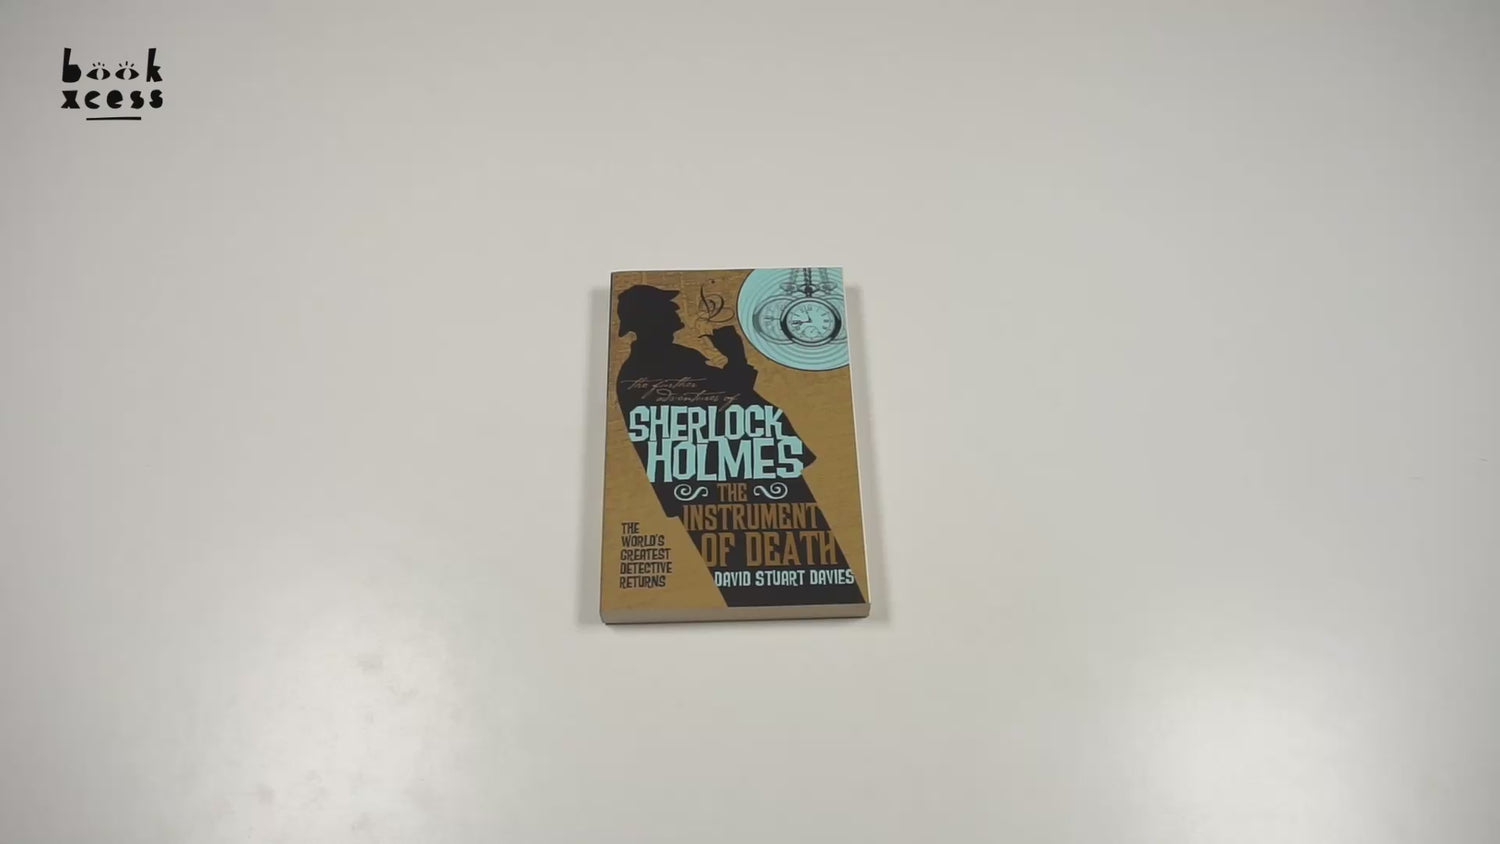 book
xcess
the further
adventures of
SHERLOCK
HOLMES
THE
INSTRUMENT
OF DEATH
DAVID STUART DAVIES
THE
WORLD'S
GREATEST
DETECTIVE
RETURNS